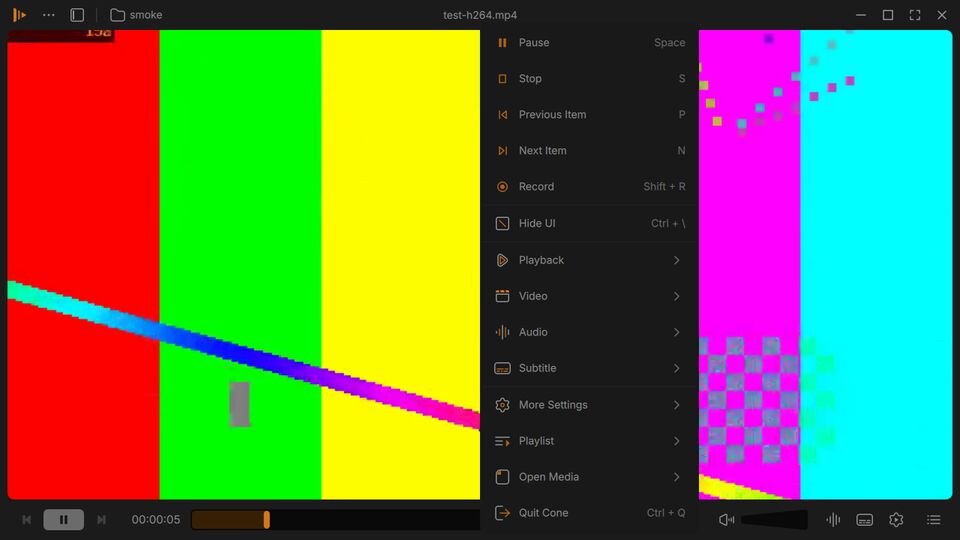 smoke
test-h264.mp4
Pause Space
Stop S
Previous Item P
Next Item N
Record Shift + R
Hide UI Ctrl + \
Playback
Video
Audio
Subtitle
More Settings
Playlist
Open Media
Quit Cone Ctrl + Q
00:00:05